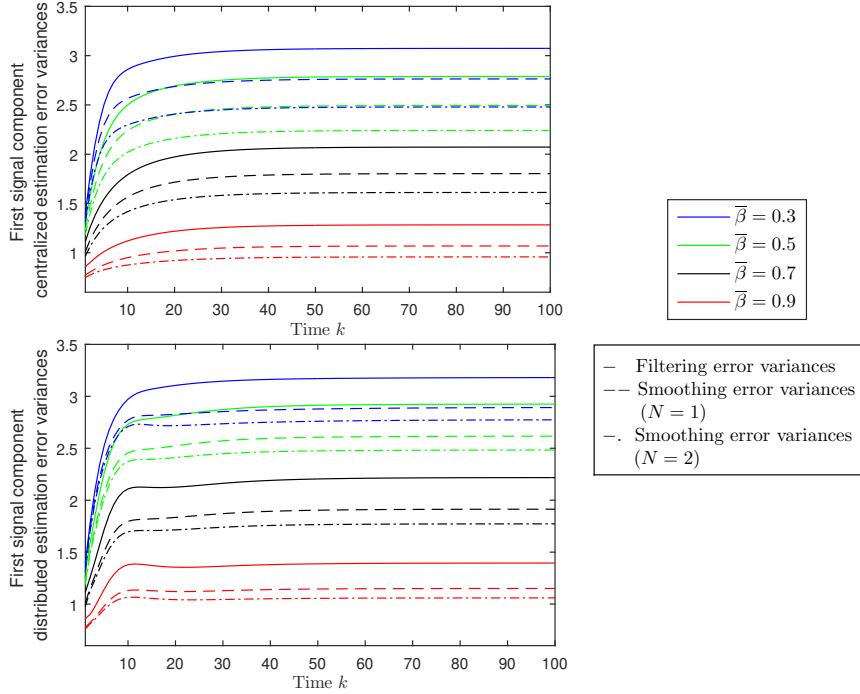 First signal component
centralized estimation error variances
3.5
3
2.5
2
1.5
1
10 20 30 40 50 60 70 80 90 100
Time k
First signal component
distributed estimation error variances
3.5
3
2.5
2
1.5
1
10 20 30 40 50 60 70 80 90 100
Time k
β̅ = 0.3
β̅ = 0.5
β̅ = 0.7
β̅ = 0.9
− Filtering error variances
−− Smoothing error variances
(N = 1)
−. Smoothing error variances
(N = 2)